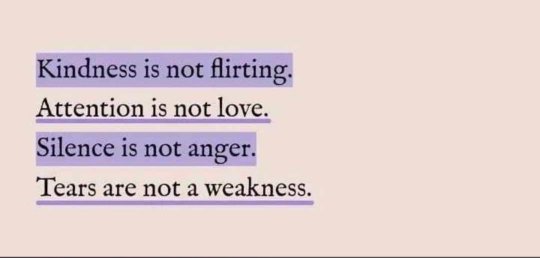 Kindness is not flirting.
Attention is not love.
Silence is not anger.
Tears are not a weakness.